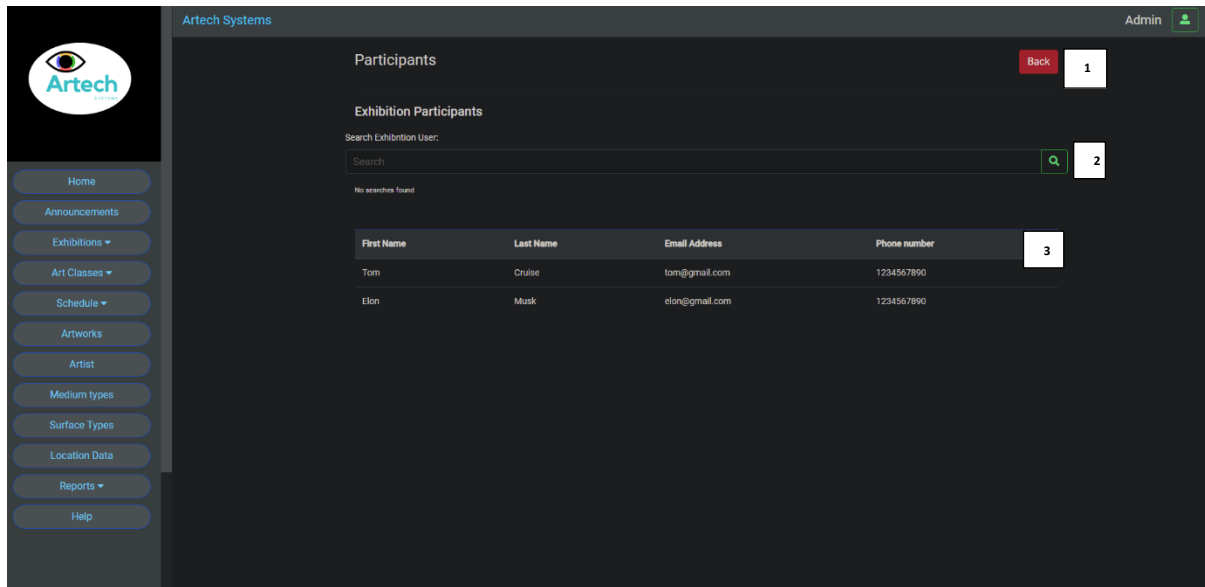 Artech Systems
Admin
Artech
SYSTEMS
Home
Announcements
Exhibitions
Art Classes
Schedule
Artworks
Artist
Medium types
Surface Types
Location Data
Reports
Help
Participants
Back
1
Exhibition Participants
Search Exhibntion User:
Search
2
No searches found
First Name Last Name Email Address Phone number
3
Tom Cruise tom@gmail.com 1234567890
Elon Musk elon@gmail.com 1234567890